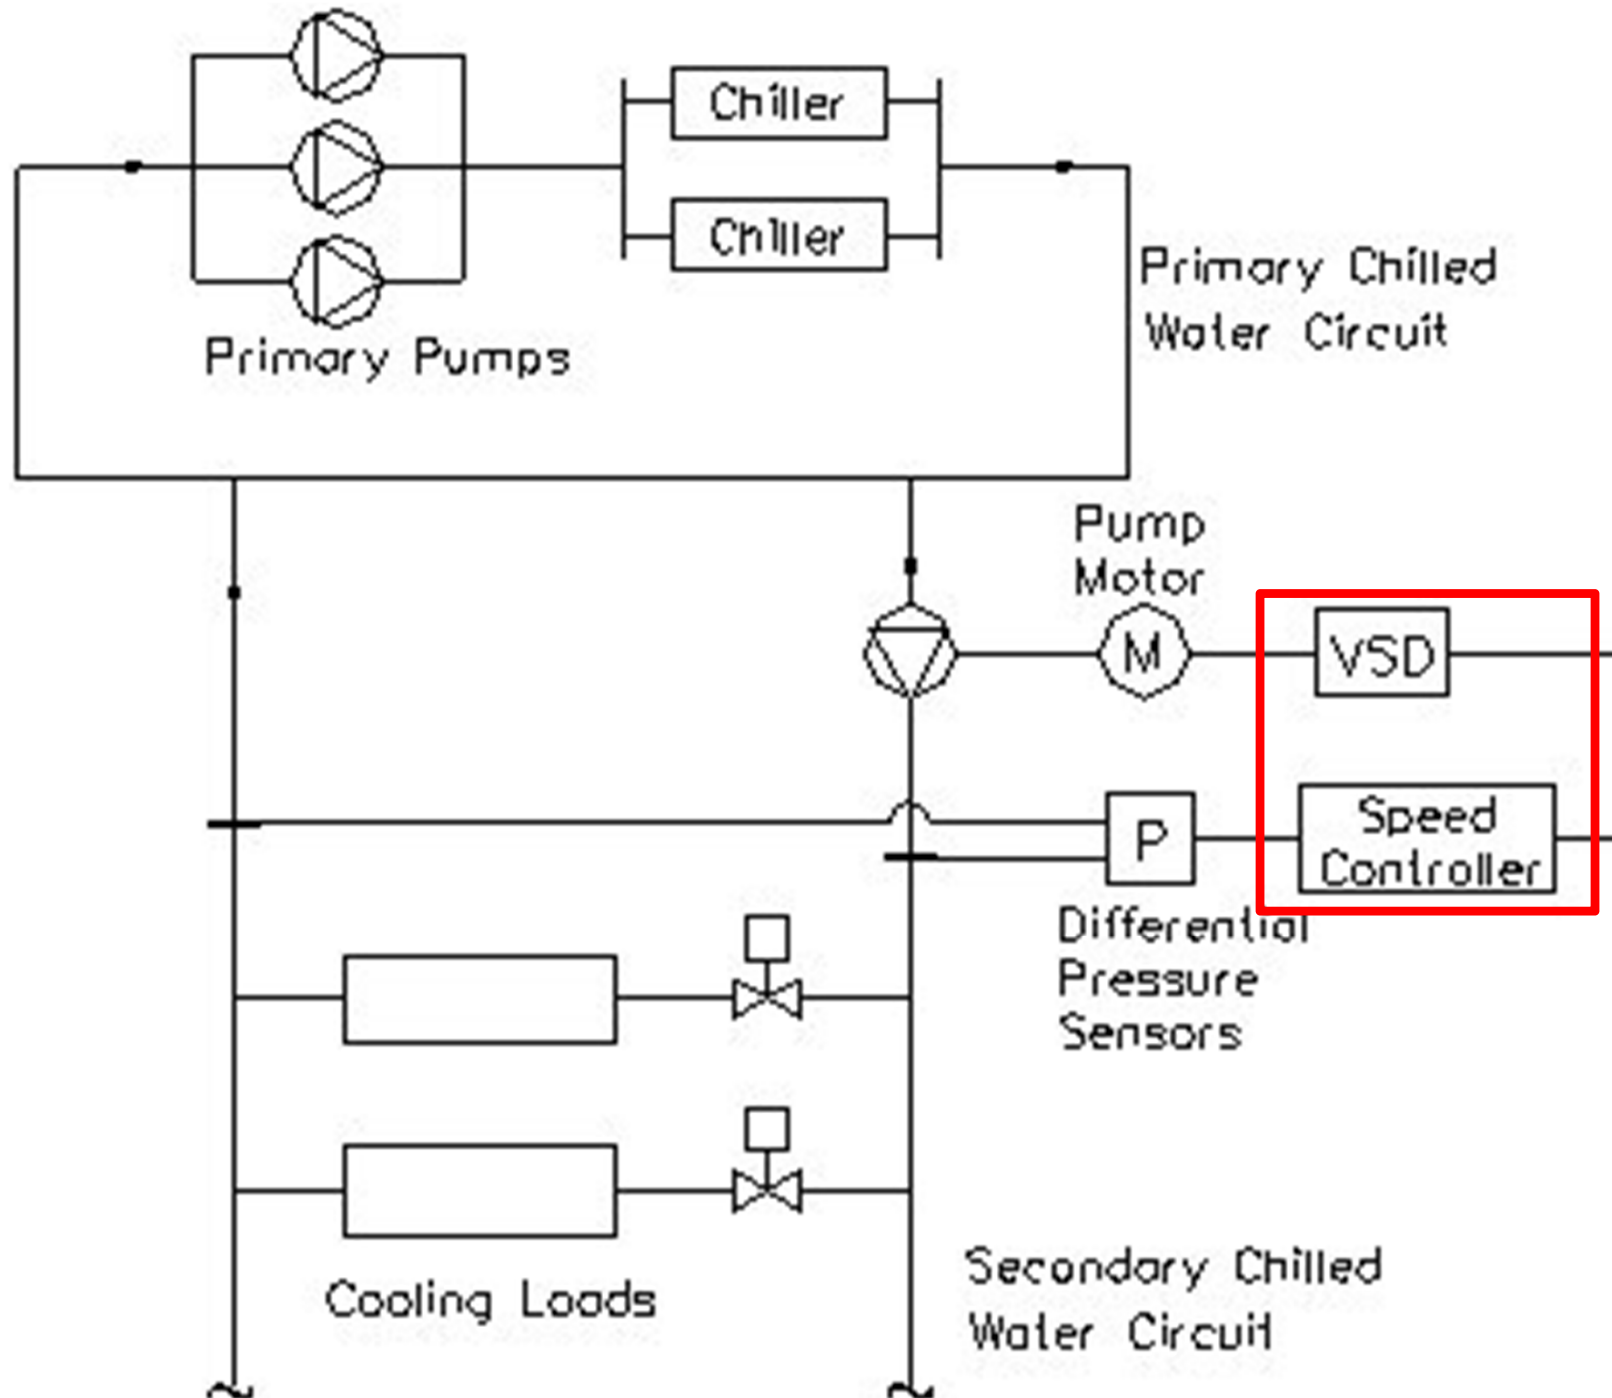 Chiller
Chiller
Primary Pumps
Primary Chilled
Water Circuit
Pump
Motor
M
VSD
P
Speed
Controller
Differential
Pressure
Sensors
Cooling Loads
Secondary Chilled
Water Circuit